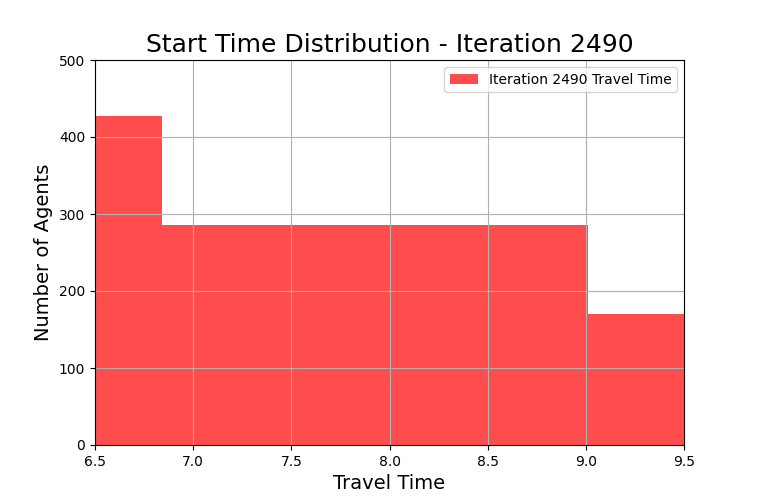 Start Time Distribution - Iteration 2490
Iteration 2490 Travel Time
Number of Agents
500
400
300
200
100
0
6.5 7.0 7.5 8.0 8.5 9.0 9.5
Travel Time